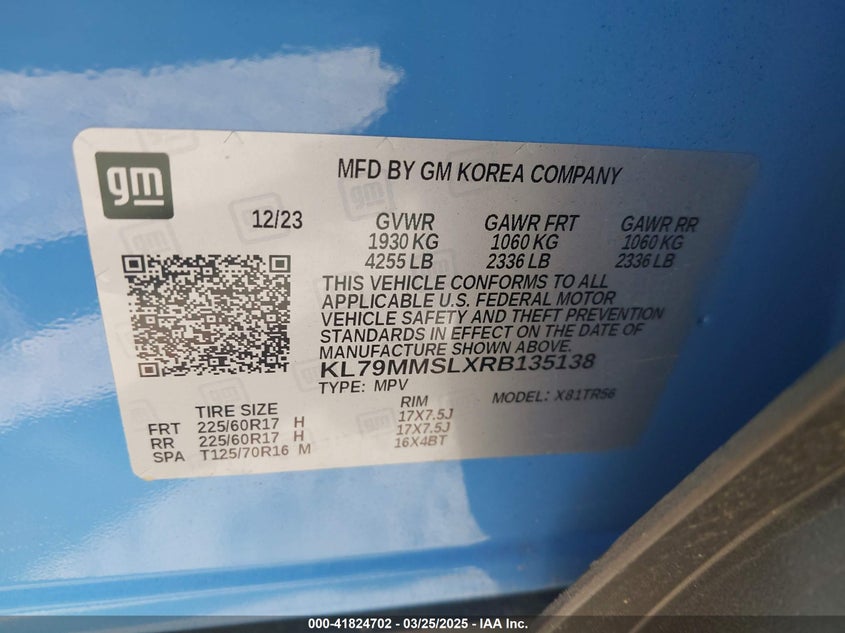 gm
MFD BY GM KOREA COMPANY
12/23 GVWR GAWR FRT GAWR RR
1930 KG 1060 KG 1060 KG
4255 LB 2336 LB 2336 LB
THIS VEHICLE CONFORMS TO ALL
APPLICABLE U.S. FEDERAL MOTOR
VEHICLE SAFETY AND THEFT PREVENTION
STANDARDS IN EFFECT ON THE DATE OF
MANUFACTURE SHOWN ABOVE.
KL79MMSLXRB135138
TYPE: MPV MODEL: X81TR56
TIRE SIZE RIM
FRT 225/60R17 H 17X7.5J
RR 225/60R17 H 17X7.5J
SPA T125/70R16 M 16X4BT
000-41824702 — 03/25/2025 — IAA Inc.